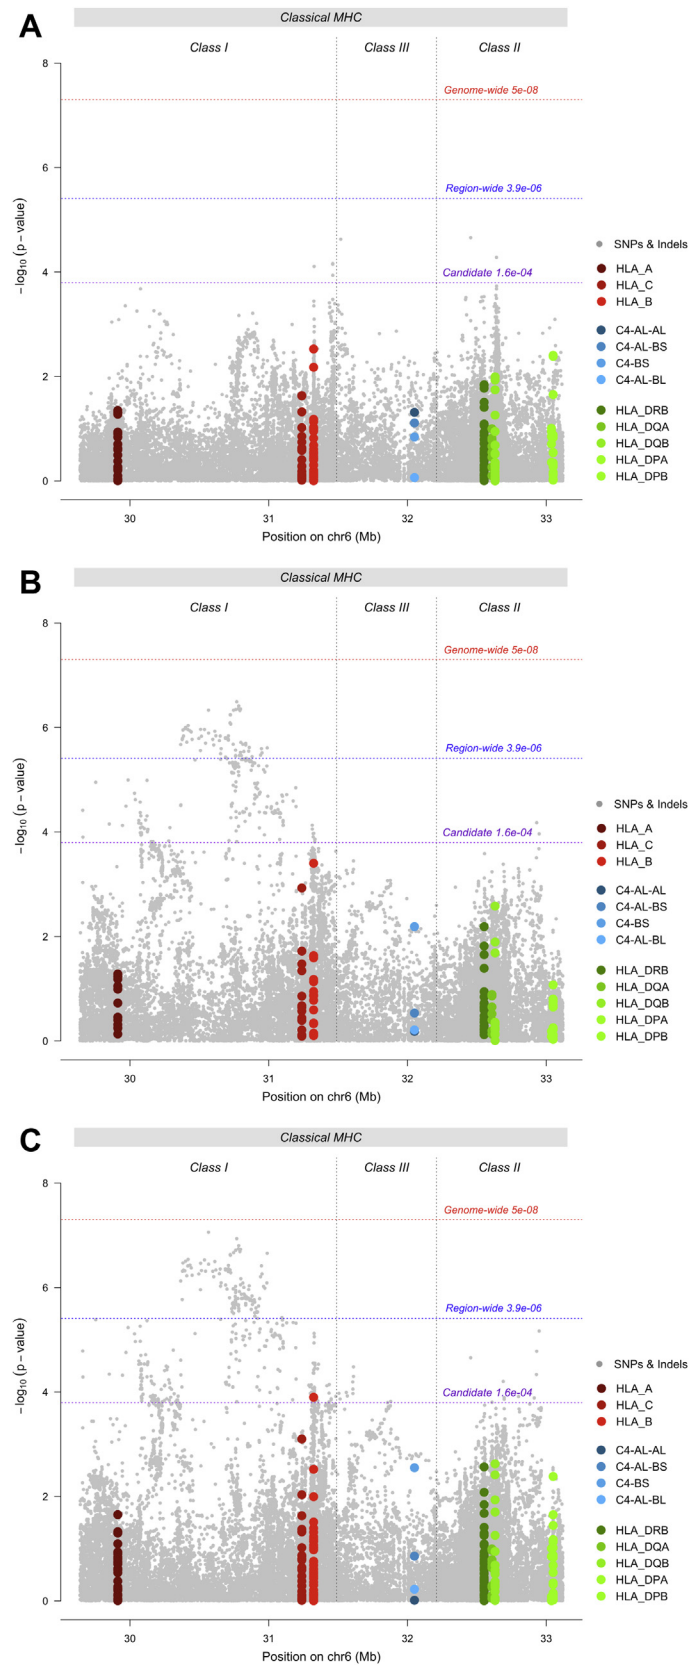 A
Classical MHC
Class I Class III Class II
8
Genome-wide 5e-08
6
Region-wide 3.9e-06
4
Candidate 1.6e-04
2
0
−log10 (p − value)
30 31 32 33
Position on chr6 (Mb)
SNPs & Indels
HLA_A
HLA_C
HLA_B
C4-AL-AL
C4-AL-BS
C4-BS
C4-AL-BL
HLA_DRB
HLA_DQA
HLA_DQB
HLA_DPA
HLA_DPB
B
Classical MHC
Class I Class III Class II
8
Genome-wide 5e-08
6
Region-wide 3.9e-06
4
Candidate 1.6e-04
2
0
−log10 (p − value)
30 31 32 33
Position on chr6 (Mb)
SNPs & Indels
HLA_A
HLA_C
HLA_B
C4-AL-AL
C4-AL-BS
C4-BS
C4-AL-BL
HLA_DRB
HLA_DQA
HLA_DQB
HLA_DPA
HLA_DPB
C
Classical MHC
Class I Class III Class II
8
Genome-wide 5e-08
6
Region-wide 3.9e-06
4
Candidate 1.6e-04
2
0
−log10 (p − value)
30 31 32 33
Position on chr6 (Mb)
SNPs & Indels
HLA_A
HLA_C
HLA_B
C4-AL-AL
C4-AL-BS
C4-BS
C4-AL-BL
HLA_DRB
HLA_DQA
HLA_DQB
HLA_DPA
HLA_DPB